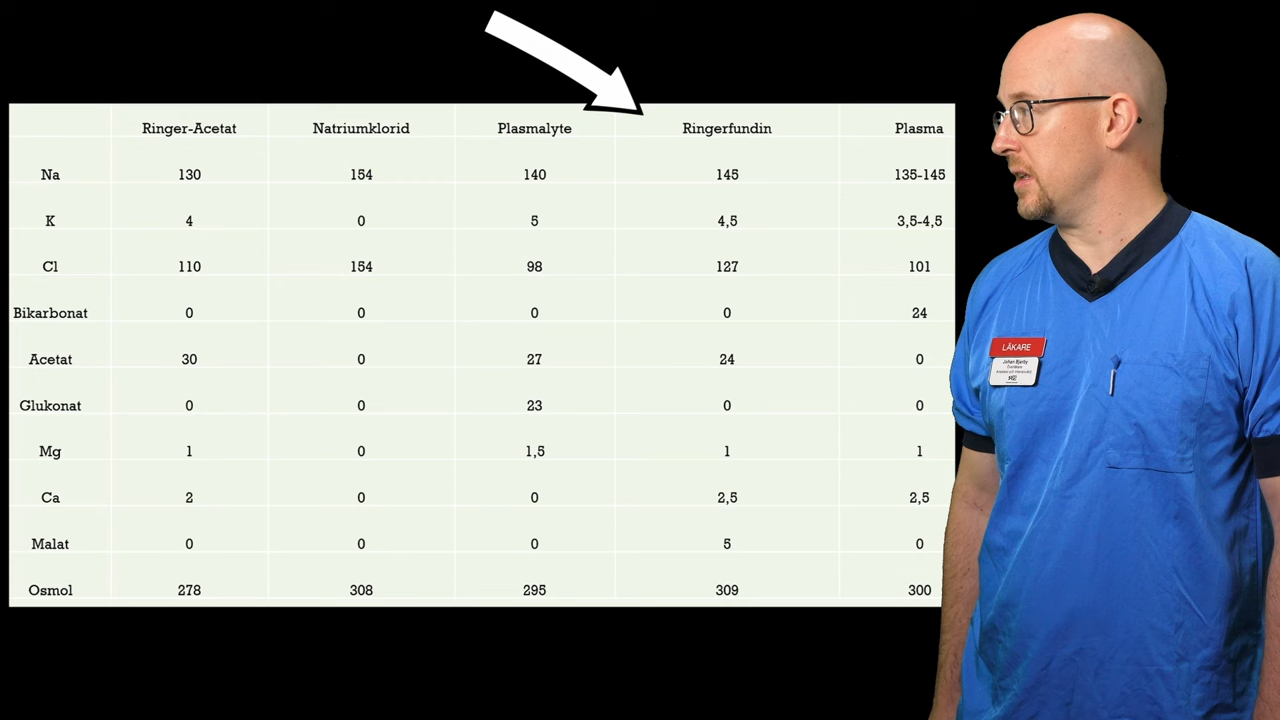 Ringer-Acetat Natriumklorid Plasmalyte Ringerfundin Plasma
Na 130 154 140 145 135-145
K 4 0 5 4,5 3,5-4,5
Cl 110 154 98 127 101
Bikarbonat 0 0 0 0 24
Acetat 30 0 27 24 0
Glukonat 0 0 23 0 0
Mg 1 0 1,5 1 1
Ca 2 0 0 2,5 2,5
Malat 0 0 0 5 0
Osmol 278 308 295 309 300
LÄKARE
Johan Bjerby